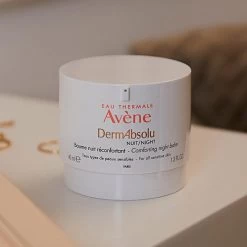 EAU THERMALE
Avène
DermAbsolu
NUIT/NIGHT
Baume nuit réconfortant - Comforting night balm
Tous types de peaux sensibles - For all sensitive skin
40 ml 1.3 FL.OZ.
PARIS